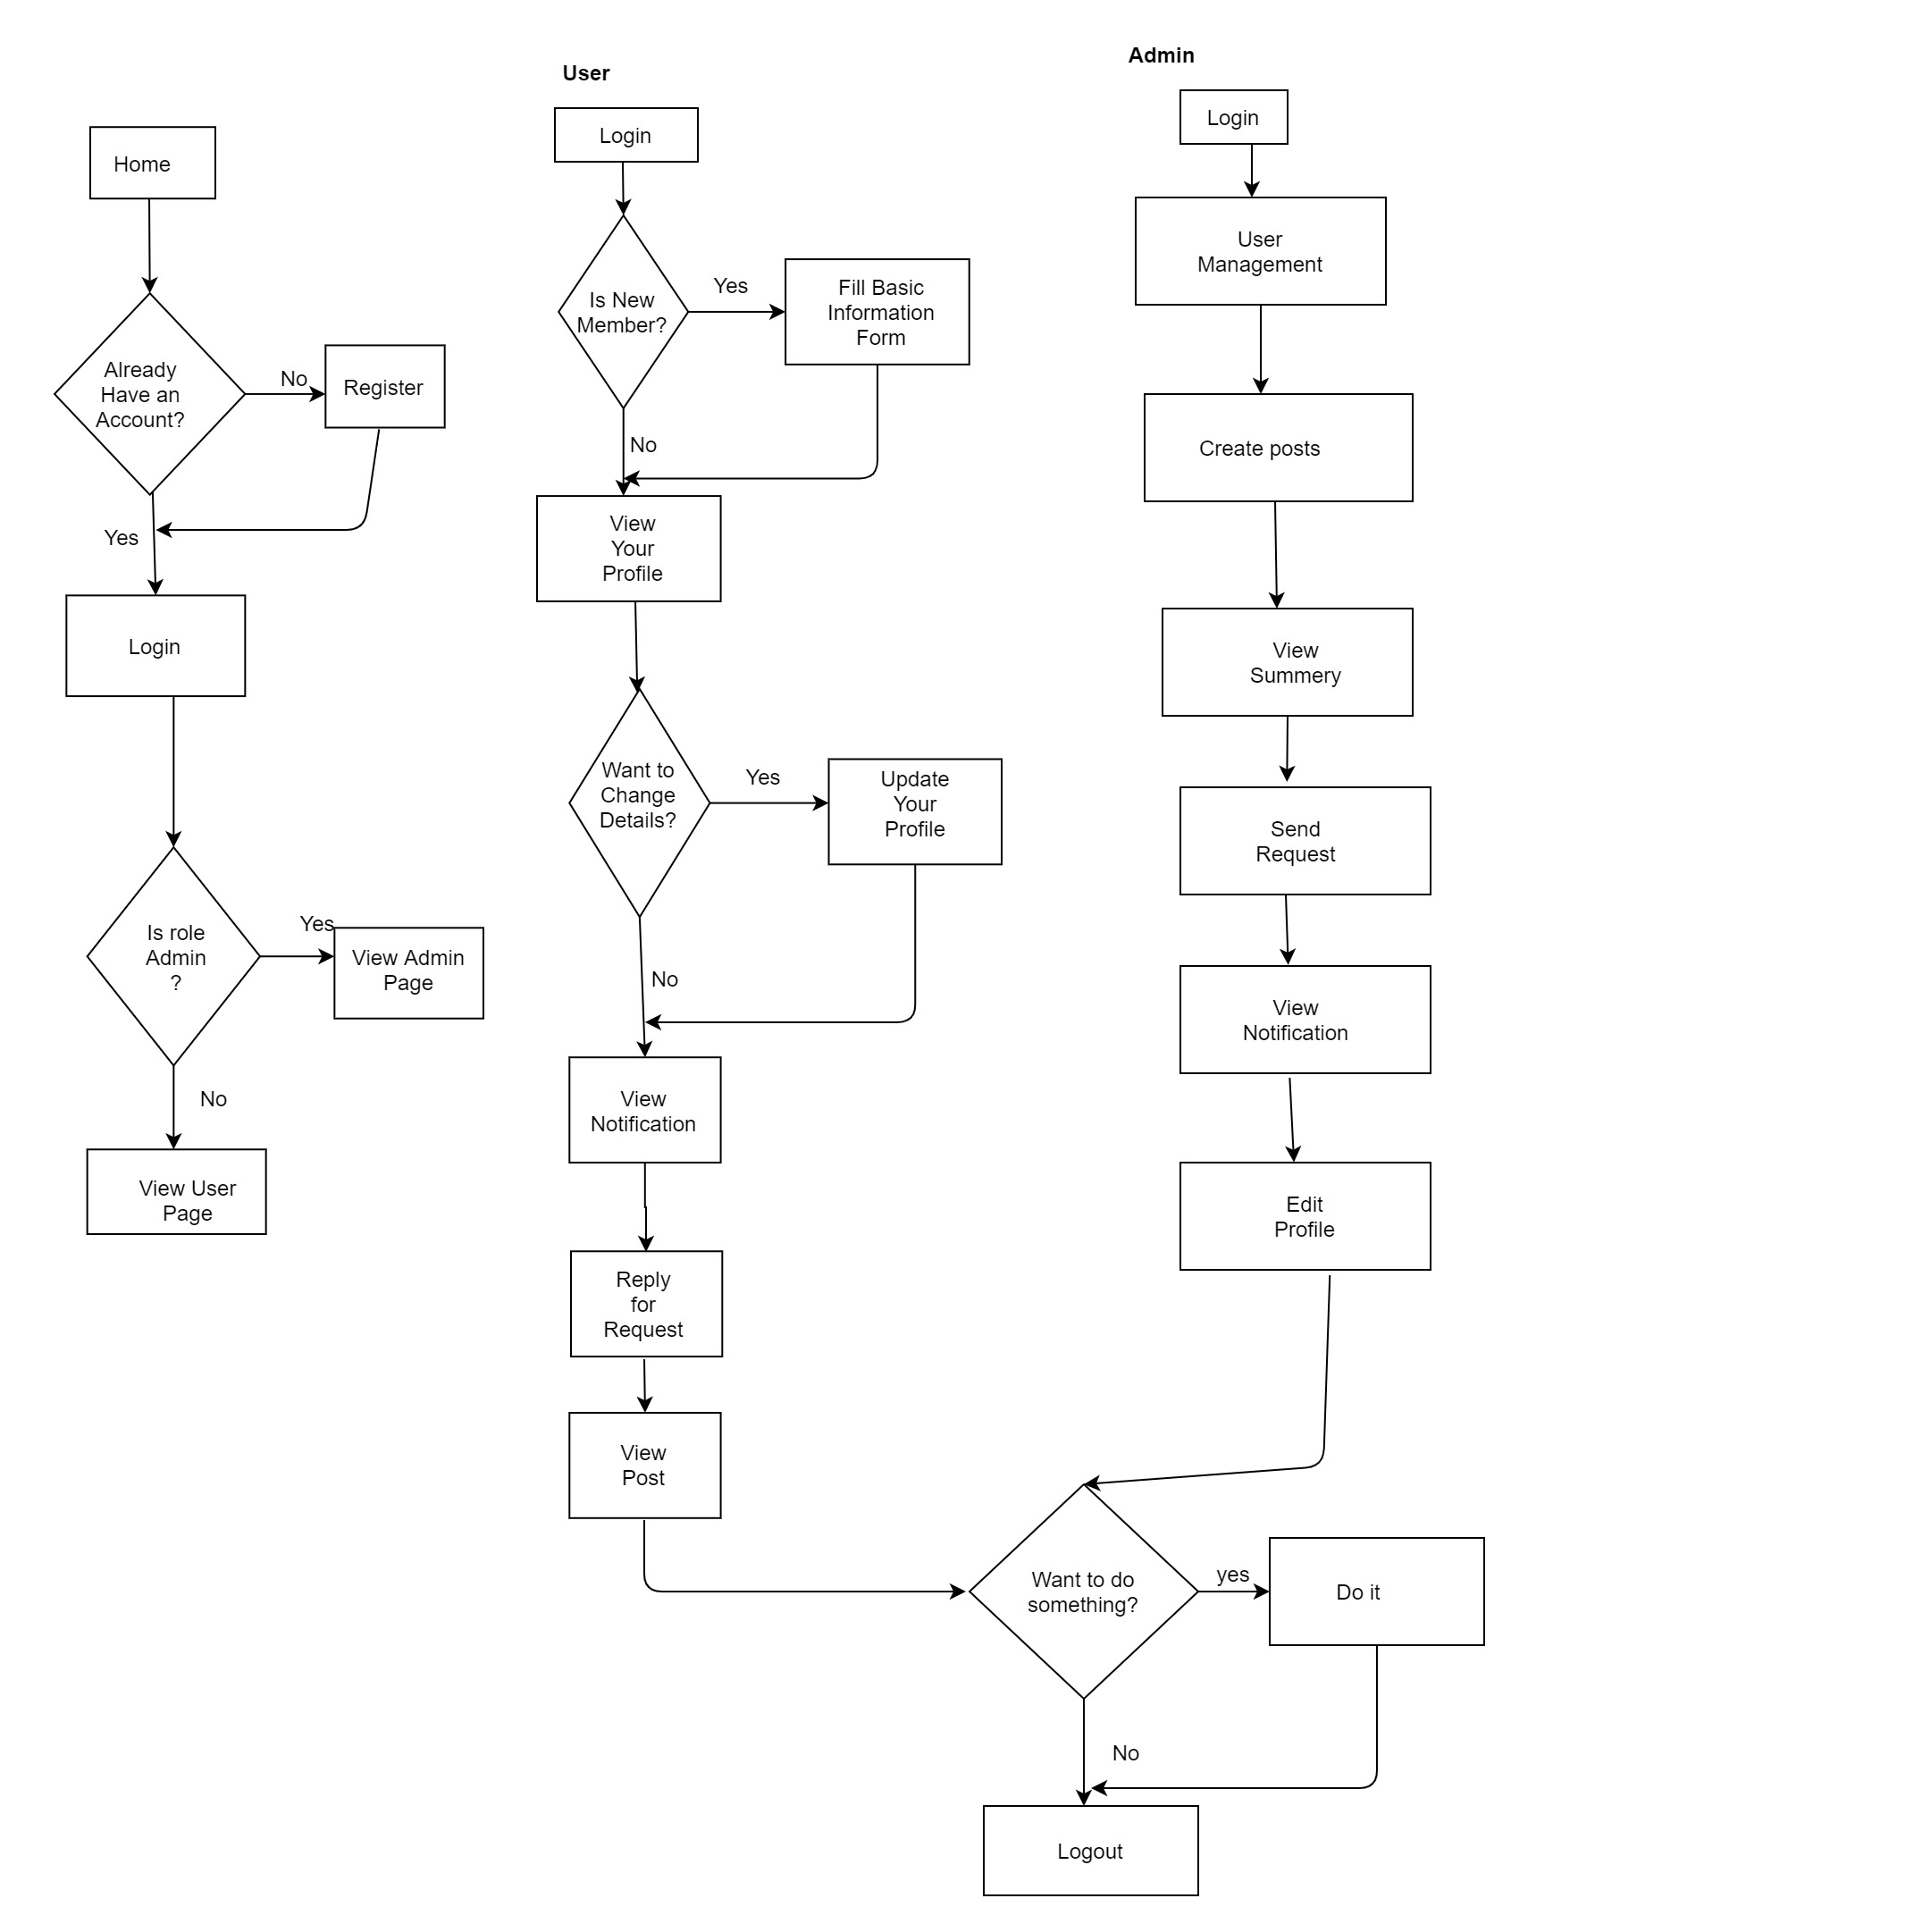 Home
Already
Have an
Account?
No
Register
Yes
Login
Is role
Admin
?
Yes
View Admin
Page
No
View User
Page
User
Login
Is New
Member?
Yes
Fill Basic
Information
Form
No
View
Your
Profile
Want to
Change
Details?
Yes
Update
Your
Profile
No
View
Notification
Reply
for
Request
View
Post
Admin
Login
User
Management
Create posts
View
Summery
Send
Request
View
Notification
Edit
Profile
Want to do
something?
yes
Do it
No
Logout